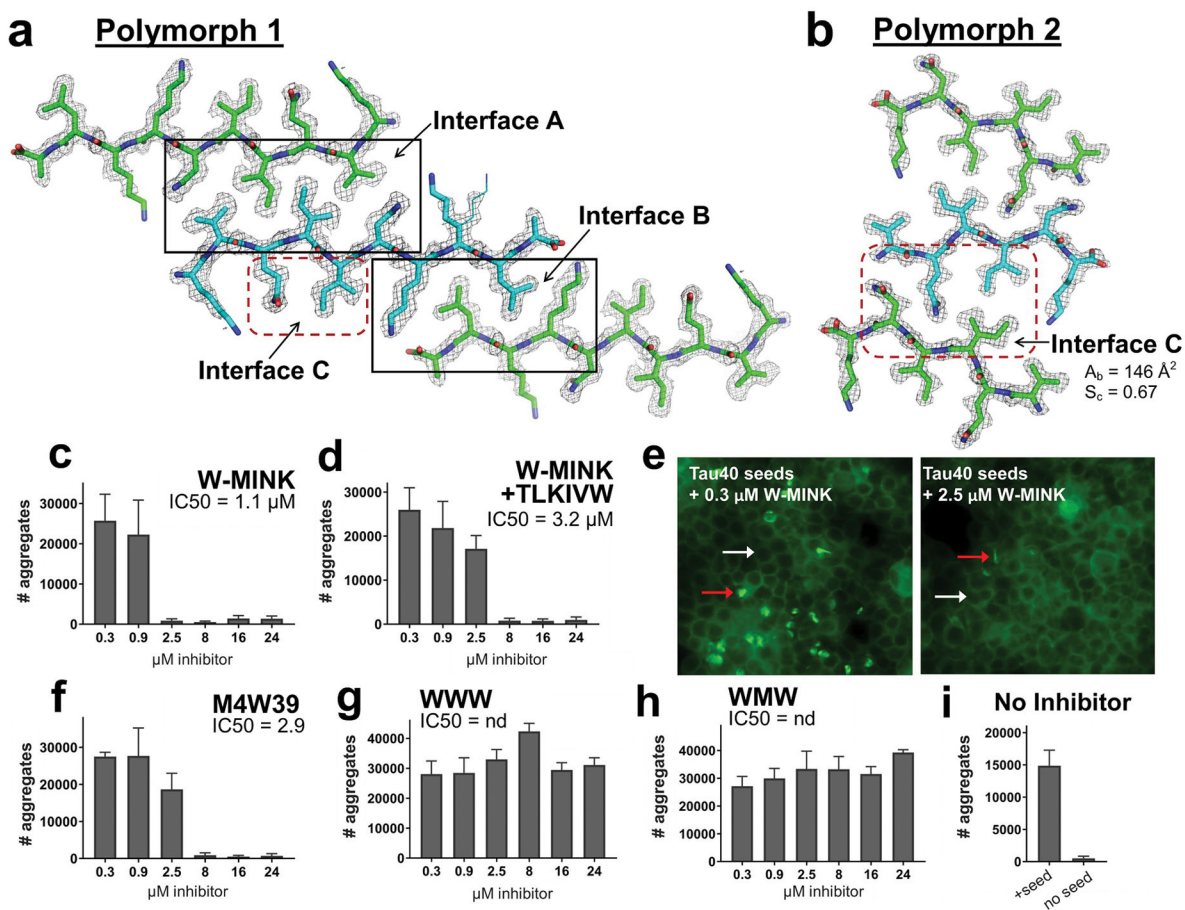 a Polymorph 1
Interface A
Interface B
Interface C
b Polymorph 2
Interface C
A_b = 146 Å²
S_c = 0.67
c W-MINK
IC50 = 1.1 µM
# aggregates
30000
20000
10000
0
0.3 0.9 2.5 8 16 24
µM inhibitor
d W-MINK
+TLKIVW
IC50 = 3.2 µM
# aggregates
30000
20000
10000
0
0.3 0.9 2.5 8 16 24
µM inhibitor
e
Tau40 seeds
+ 0.3 µM W-MINK
Tau40 seeds
+ 2.5 µM W-MINK
f M4W39
IC50 = 2.9
# aggregates
30000
20000
10000
0
0.3 0.9 2.5 8 16 24
µM inhibitor
g WWW
IC50 = nd
# aggregates
40000
30000
20000
10000
0
0.3 0.9 2.5 8 16 24
µM inhibitor
h WMW
IC50 = nd
# aggregates
40000
30000
20000
10000
0
0.3 0.9 2.5 8 16 24
µM inhibitor
i No Inhibitor
# aggregates
20000
15000
10000
5000
0
+seed
no seed